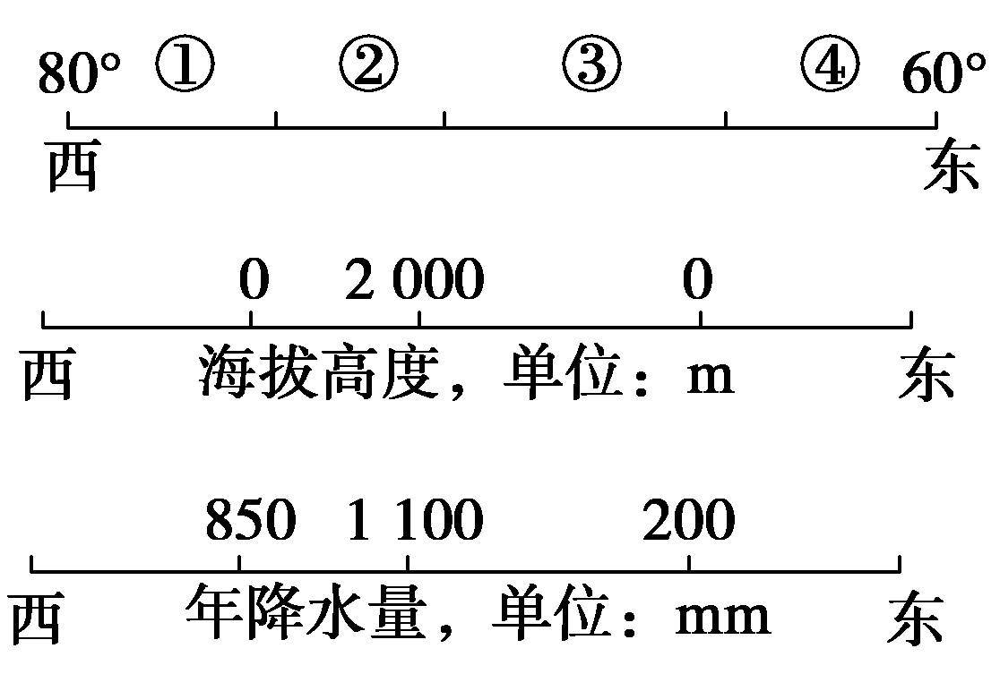 80° ① ② ③ ④ 60°
西 东
0 2 000 0
西 海拔高度，单位：m 东
850 1 100 200
西 年降水量，单位：mm 东